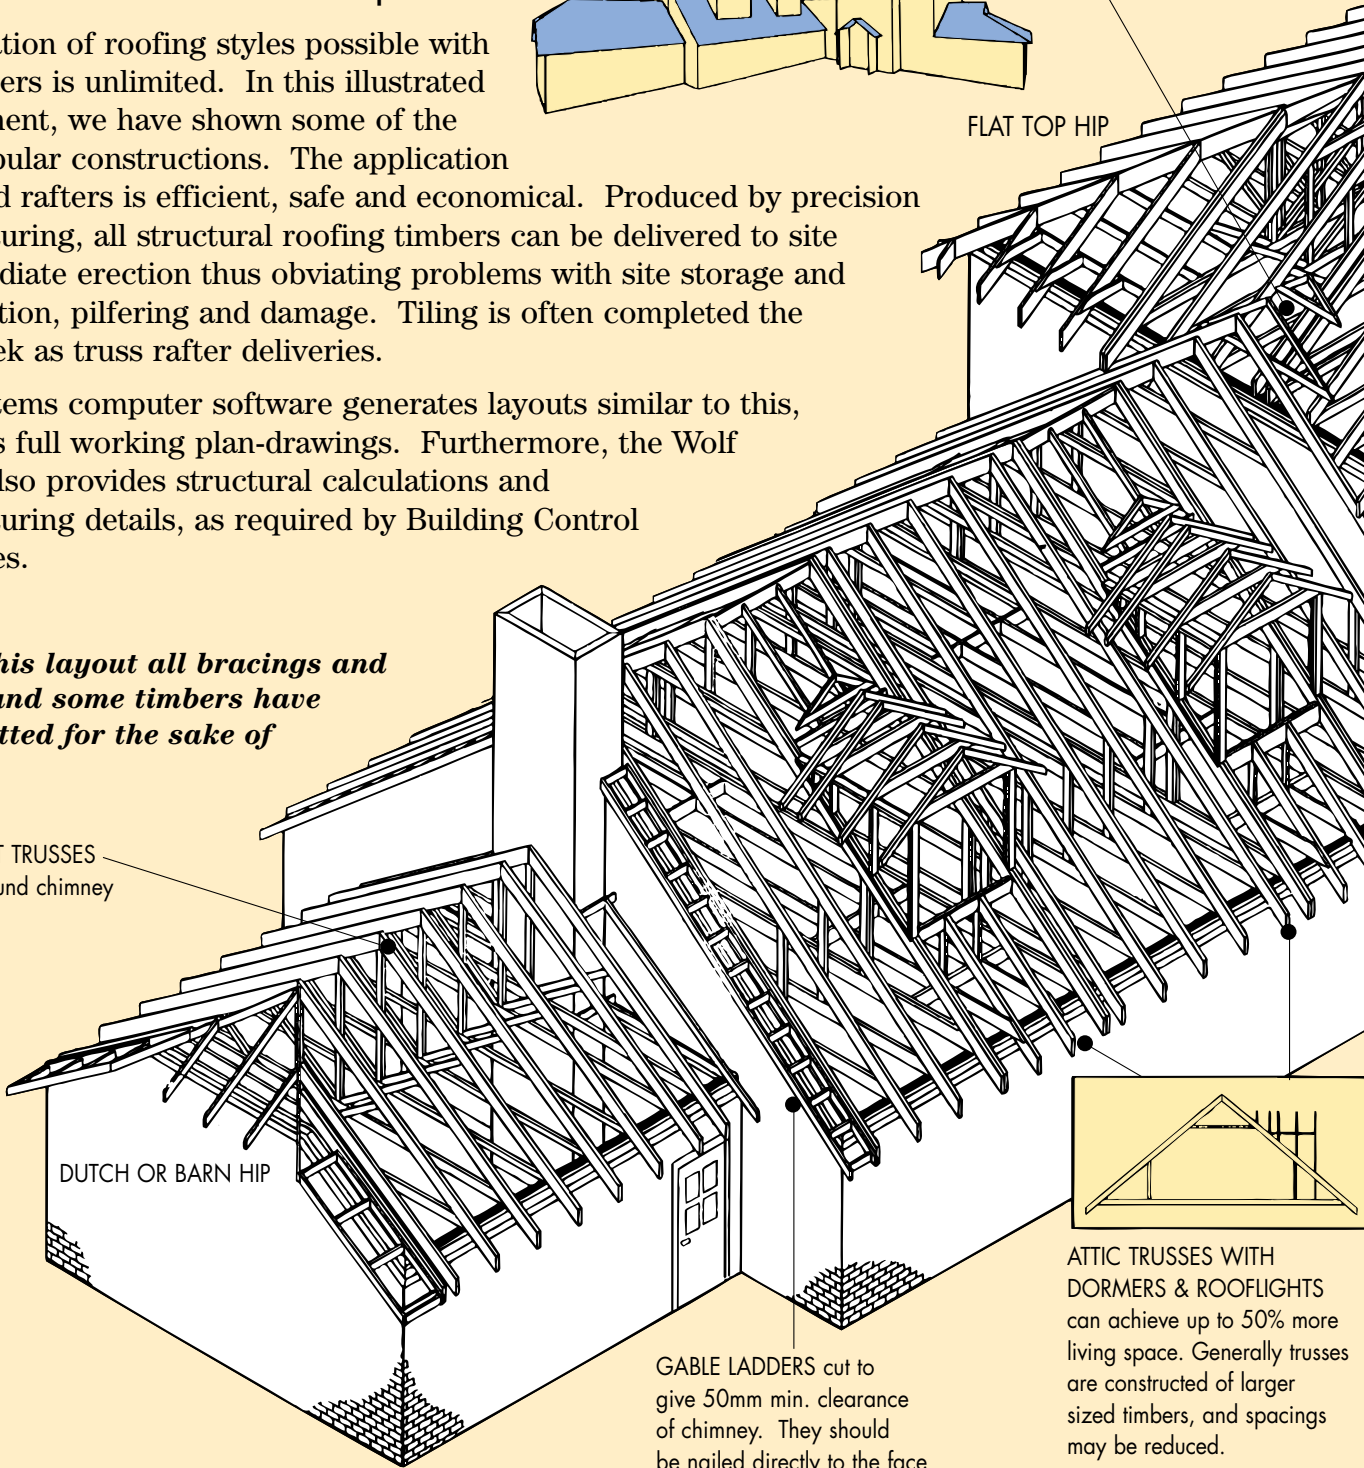 ation of roofing styles possible with
ers is unlimited. In this illustrated
ment, we have shown some of the
pular constructions. The application
d rafters is efficient, safe and economical. Produced by precision
turing, all structural roofing timbers can be delivered to site
diate erection thus obviating problems with site storage and
tion, pilfering and damage. Tiling is often completed the
ek as truss rafter deliveries.
tems computer software generates layouts similar to this,
s full working plan-drawings. Furthermore, the Wolf
lso provides structural calculations and
turing details, as required by Building Control
es.
his layout all bracings and
and some timbers have
tted for the sake of
FLAT TOP HIP
T TRUSSES
und chimney
DUTCH OR BARN HIP
GABLE LADDERS cut to
give 50mm min. clearance
of chimney. They should
be nailed directly to the face
ATTIC TRUSSES WITH
DORMERS & ROOFLIGHTS
can achieve up to 50% more
living space. Generally trusses
are constructed of larger
sized timbers, and spacings
may be reduced.